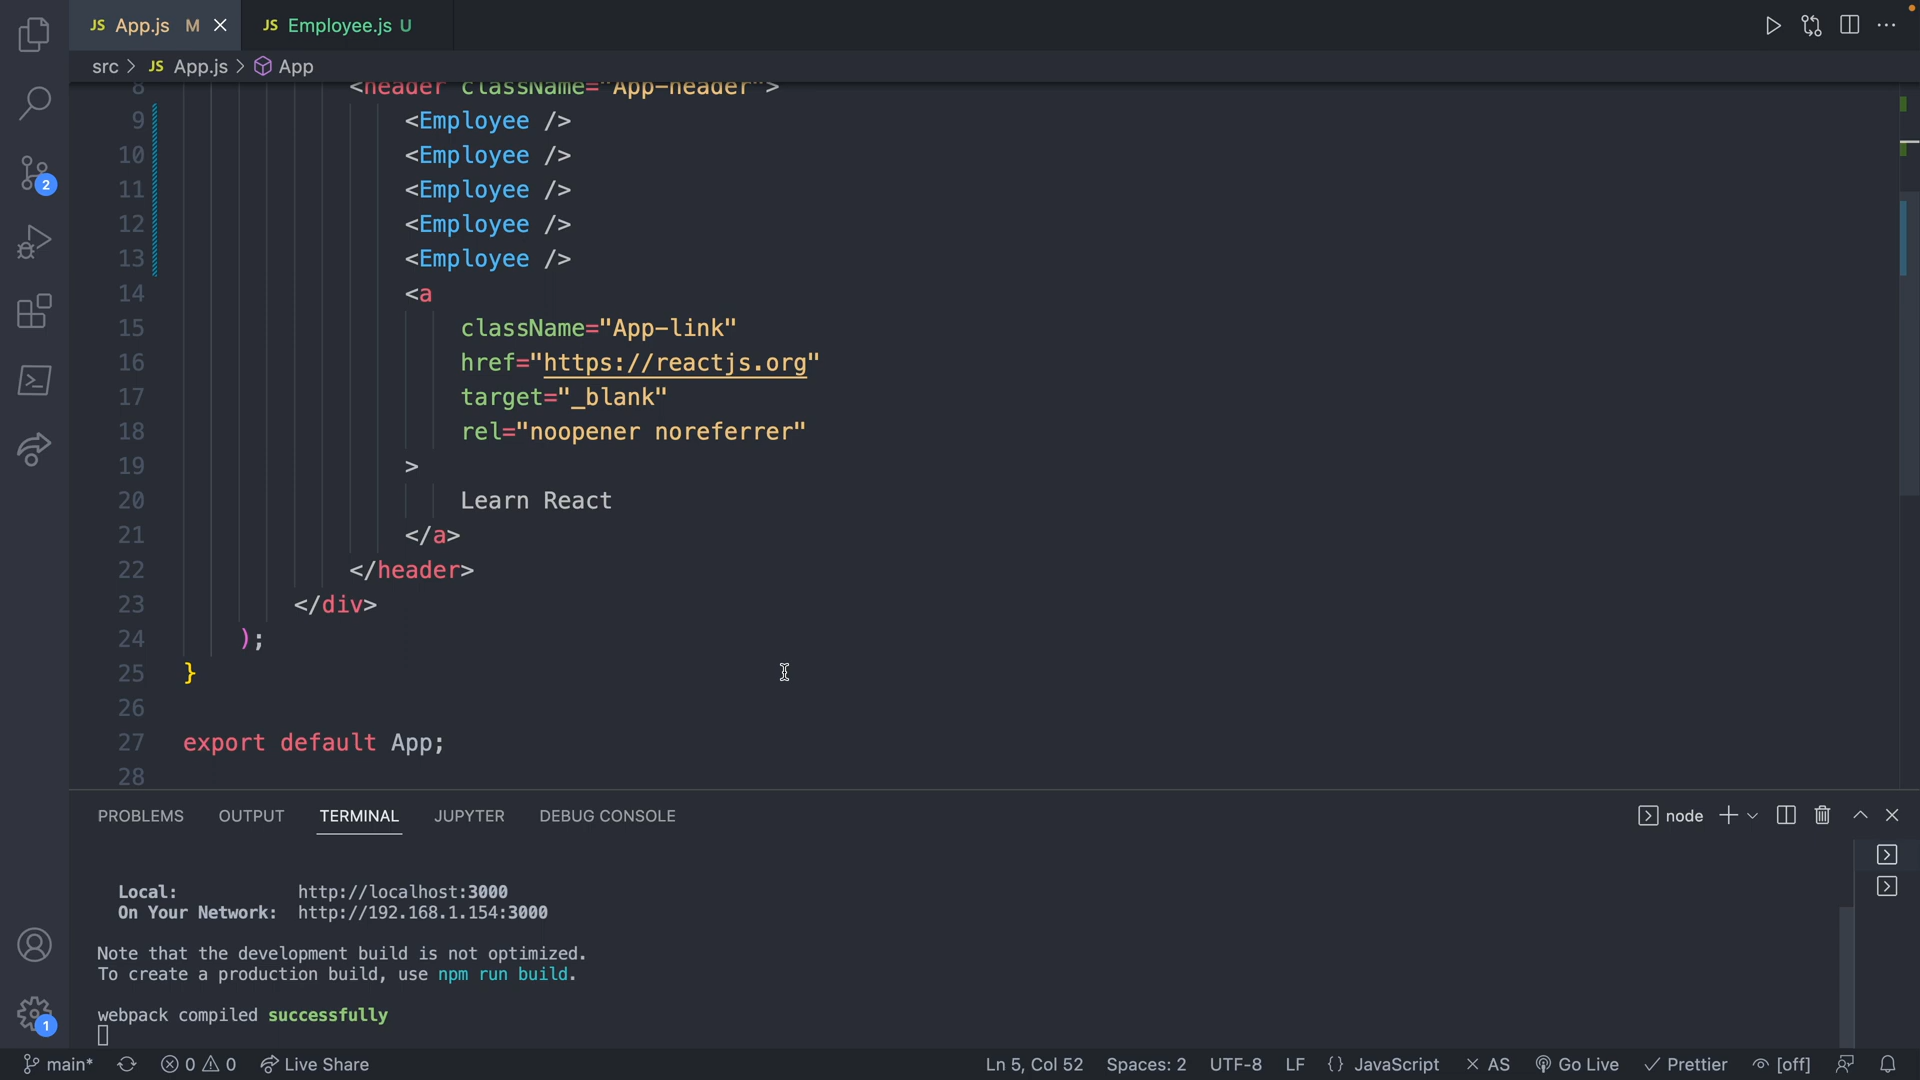 JS App.js M
JS Employee.js U
src > JS App.js > App
8 <header className="App-header">
9 <Employee />
10 <Employee />
11 <Employee />
12 <Employee />
13 <Employee />
14 <a
15 className="App-link"
16 href="https://reactjs.org"
17 target="_blank"
18 rel="noopener noreferrer"
19 >
20 Learn React
21 </a>
22 </header>
23 </div>
24 );
25 }
26
27 export default App;
28
2
PROBLEMS OUTPUT TERMINAL JUPYTER DEBUG CONSOLE
node
Local: http://localhost:3000
On Your Network: http://192.168.1.154:3000
Note that the development build is not optimized.
To create a production build, use npm run build.
webpack compiled successfully
1
main* 0 0 Live Share Ln 5, Col 52 Spaces: 2 UTF-8 LF {} JavaScript × AS Go Live ✓ Prettier [off]